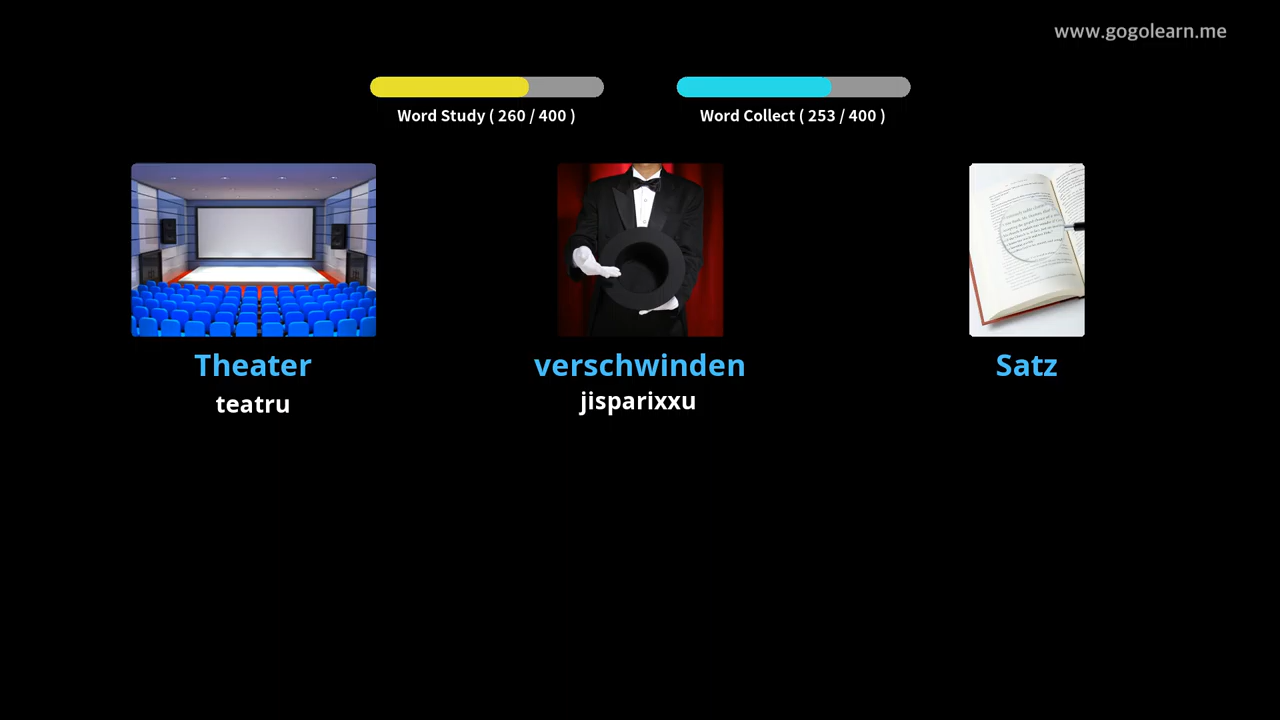 www.gogolearn.me
Word Study ( 260 / 400 )
Word Collect ( 253 / 400 )
Theater
verschwinden
Satz
teatru
jisparixxu